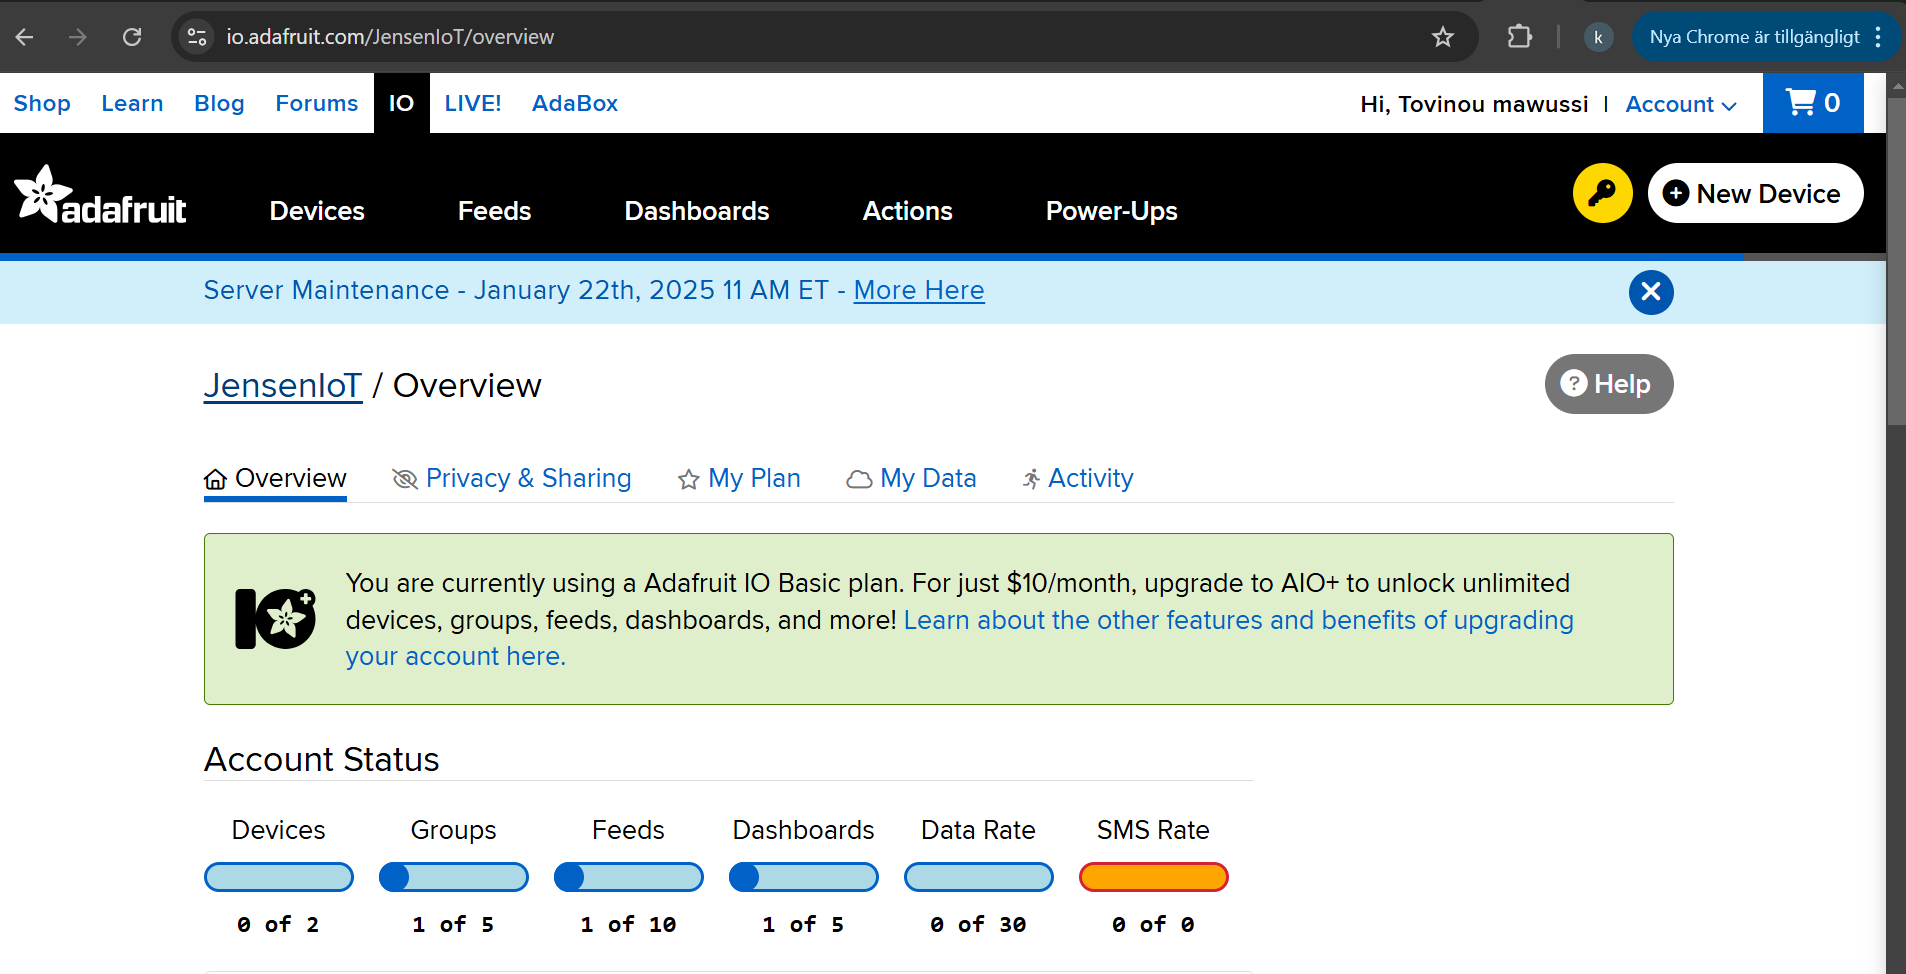 io.adafruit.com/JensenIoT/overview
k
Nya Chrome är tillgängligt
Shop Learn Blog Forums IO LIVE! AdaBox
Hi, Tovinou mawussi | Account
0
adafruit
Devices Feeds Dashboards Actions Power-Ups
New Device
Server Maintenance - January 22th, 2025 11 AM ET - More Here
JensenIoT / Overview
? Help
Overview Privacy & Sharing My Plan My Data Activity
You are currently using a Adafruit IO Basic plan. For just $10/month, upgrade to AIO+ to unlock unlimited
devices, groups, feeds, dashboards, and more! Learn about the other features and benefits of upgrading
your account here.
Account Status
Devices Groups Feeds Dashboards Data Rate SMS Rate
0 of 2 1 of 5 1 of 10 1 of 5 0 of 30 0 of 0